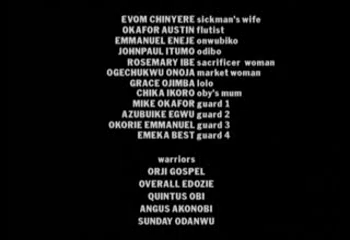 EVOM CHINYERE sickman's wife
OKAFOR AUSTIN flutist
EMMANUEL ENEJE onwubiko
JOHNPAUL ITUMO odibo
ROSEMARY IBE sacrificer woman
OGECHUKWU ONOJA market woman
GRACE OJIMBA lolo
CHIKA IKORO oby's mum
MIKE OKAFOR guard 1
AZUBUIKE EGWU guard 2
OKORIE EMMANUEL guard 3
EMEKA BEST guard 4
warriors
ORJI GOSPEL
OVERALL EDOZIE
QUINTUS OBI
ANGUS AKONOBI
SUNDAY ODANWU